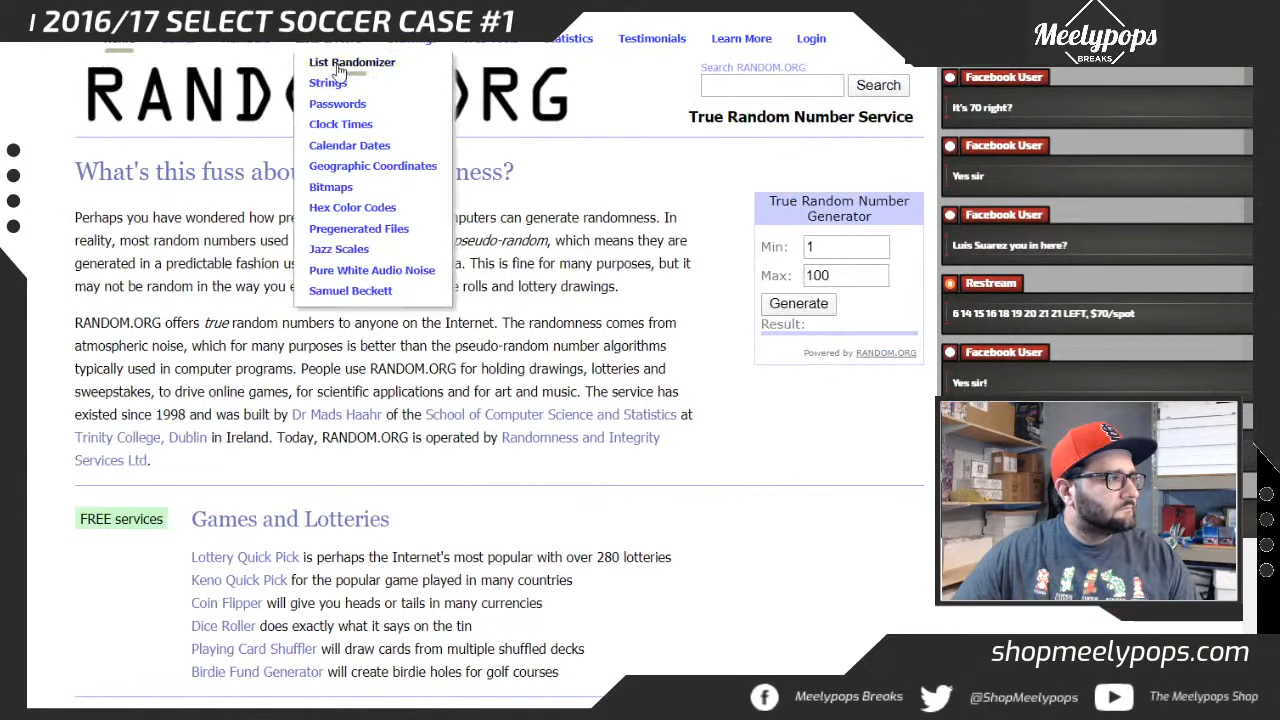 2016/17 SELECT SOCCER CASE #1
Statistics
Testimonials
Learn More
Login
List Randomizer
Strings
Passwords
Clock Times
Calendar Dates
Geographic Coordinates
Bitmaps
Hex Color Codes
Pregenerated Files
Jazz Scales
Pure White Audio Noise
Samuel Beckett
Search RANDOM.ORG
Search
True Random Number Service
What's this fuss abou ness?
Perhaps you have wondered how pre mputers can generate randomness. In
reality, most random numbers used pseudo-random, which means they are
generated in a predictable fashion us a. This is fine for many purposes, but it
may not be random in the way you e e rolls and lottery drawings.
RANDOM.ORG offers true random numbers to anyone on the Internet. The randomness comes from
atmospheric noise, which for many purposes is better than the pseudo-random number algorithms
typically used in computer programs. People use RANDOM.ORG for holding drawings, lotteries and
sweepstakes, to drive online games, for scientific applications and for art and music. The service has
existed since 1998 and was built by Dr Mads Haahr of the School of Computer Science and Statistics at
Trinity College, Dublin in Ireland. Today, RANDOM.ORG is operated by Randomness and Integrity
Services Ltd.
True Random Number
Generator
Min: 1
Max: 100
Generate
Result:
Powered by RANDOM.ORG
FREE services
Games and Lotteries
Lottery Quick Pick is perhaps the Internet's most popular with over 280 lotteries
Keno Quick Pick for the popular game played in many countries
Coin Flipper will give you heads or tails in many currencies
Dice Roller does exactly what it says on the tin
Playing Card Shuffler will draw cards from multiple shuffled decks
Birdie Fund Generator will create birdie holes for golf courses
Meelypops
BREAKS
Facebook User
It's 70 right?
Facebook User
Yes sir
Facebook User
Luis Suarez you in here?
Restream
6 14 15 16 18 19 20 21 21 LEFT, $70/spot
Facebook User
Yes sir!
shopmeelypops.com
Meelypops Breaks
@ShopMeelypops
The Meelypops Shop